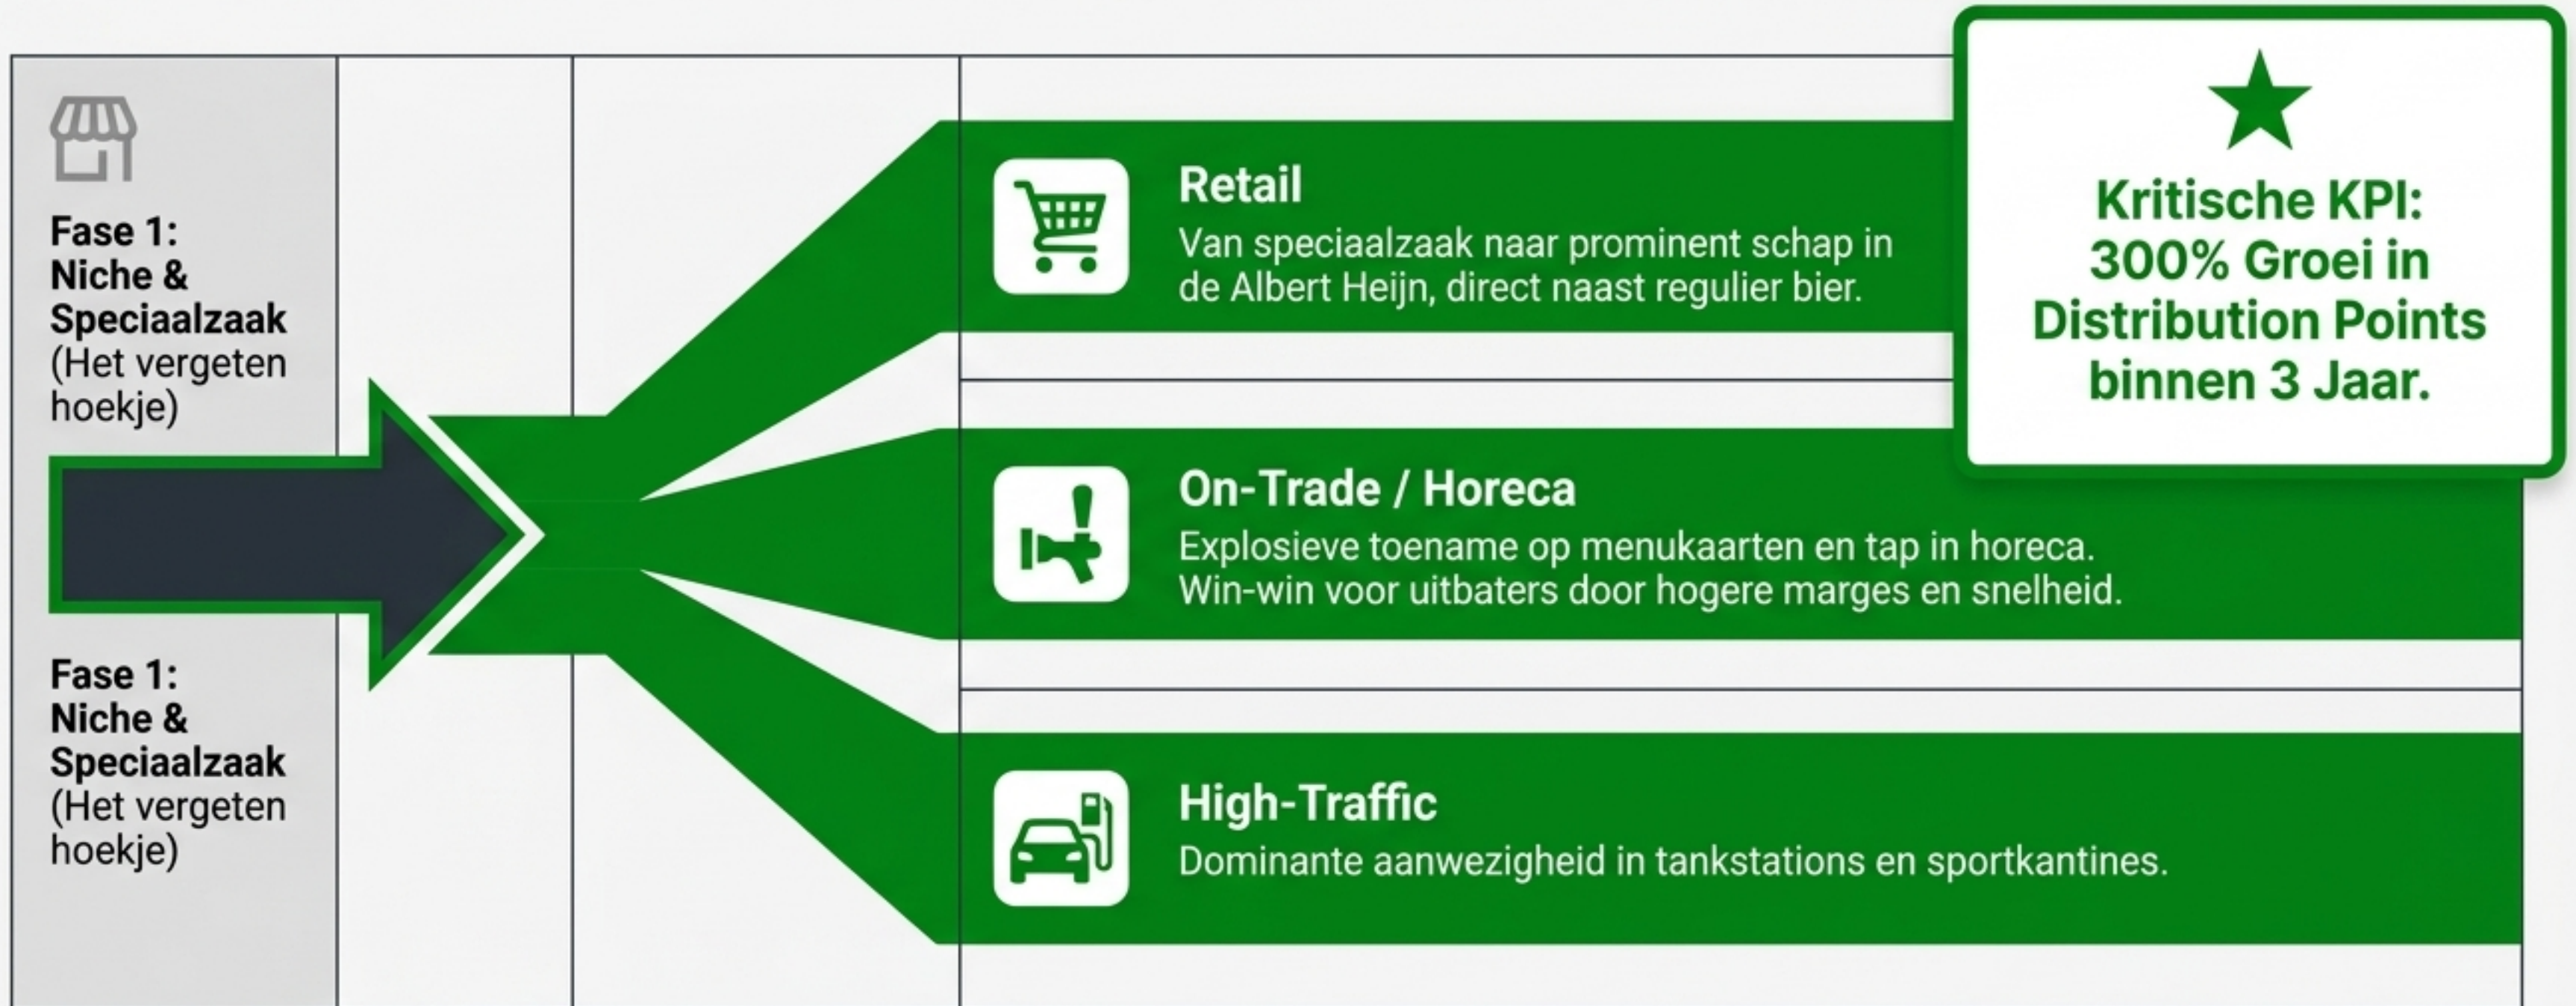 Fase 1:
Niche &
Speciaalzaak
(Het vergeten
hoekje)
Fase 1:
Niche &
Speciaalzaak
(Het vergeten
hoekje)
Retail
Van speciaalzaak naar prominent schap in
de Albert Heijn, direct naast regulier bier.
On-Trade / Horeca
Explosieve toename op menukaarten en tap in horeca.
Win-win voor uitbaters door hogere marges en snelheid.
High-Traffic
Dominante aanwezigheid in tankstations en sportkantines.
Kritische KPI:
300% Groei in
Distribution Points
binnen 3 Jaar.